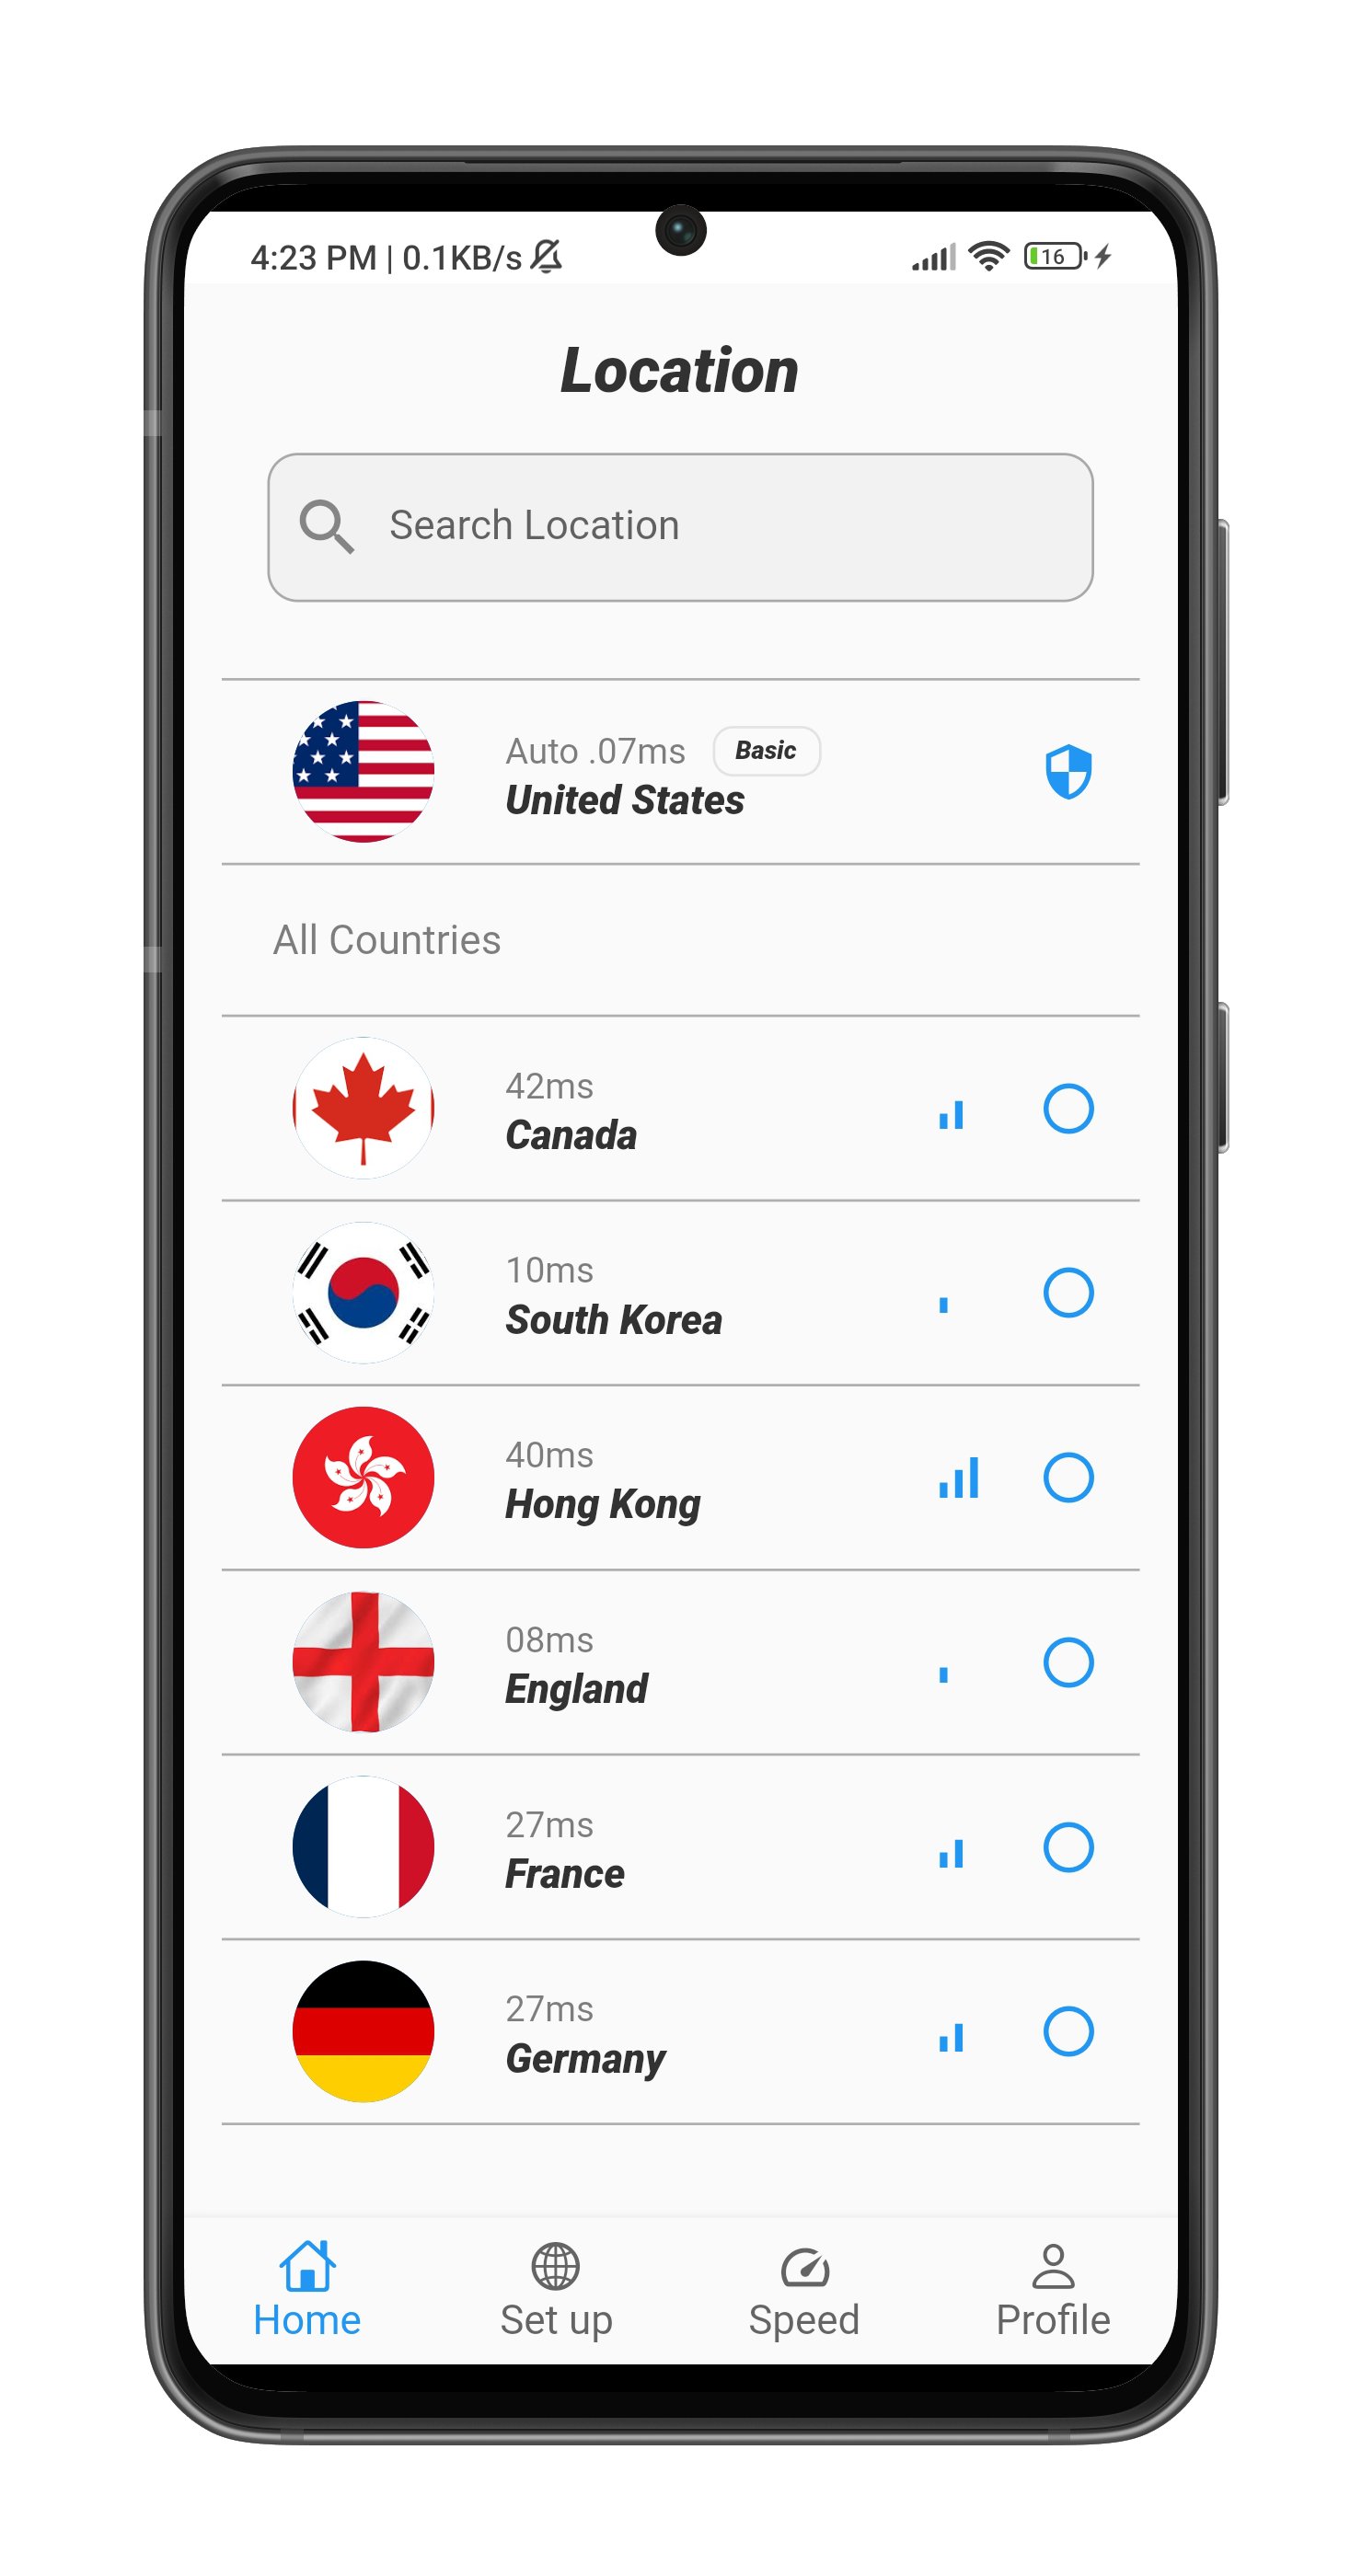 4:23 PM | 0.1KB/s
16
Location
Search Location
Auto .07ms Basic
United States
All Countries
42ms
Canada
10ms
South Korea
40ms
Hong Kong
08ms
England
27ms
France
27ms
Germany
Home Set up Speed Profile